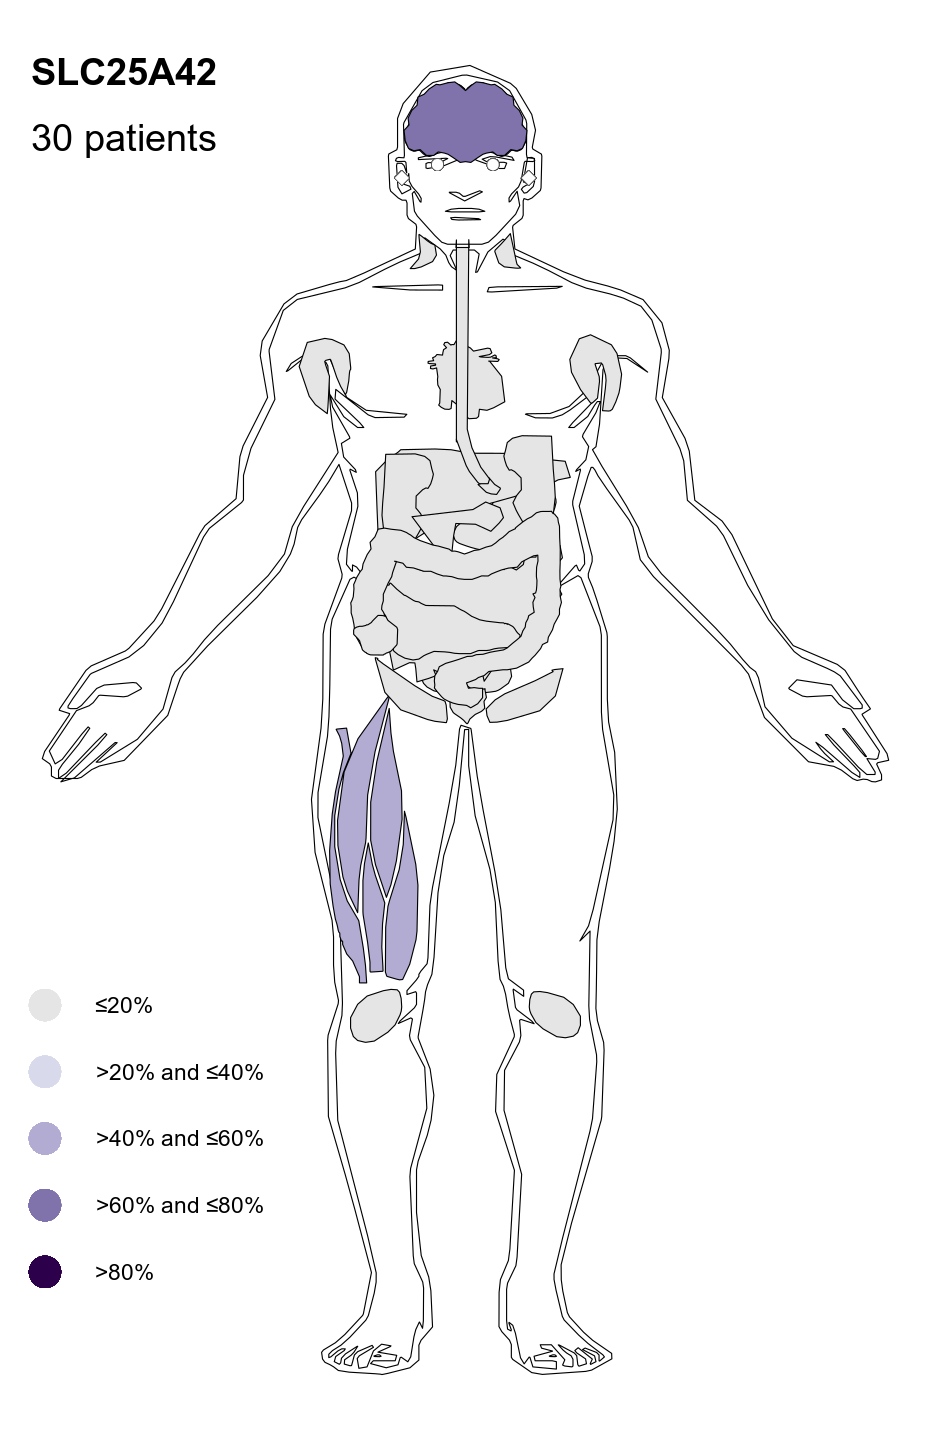 SLC25A42
30 patients
≤20%
>20% and ≤40%
>40% and ≤60%
>60% and ≤80%
>80%